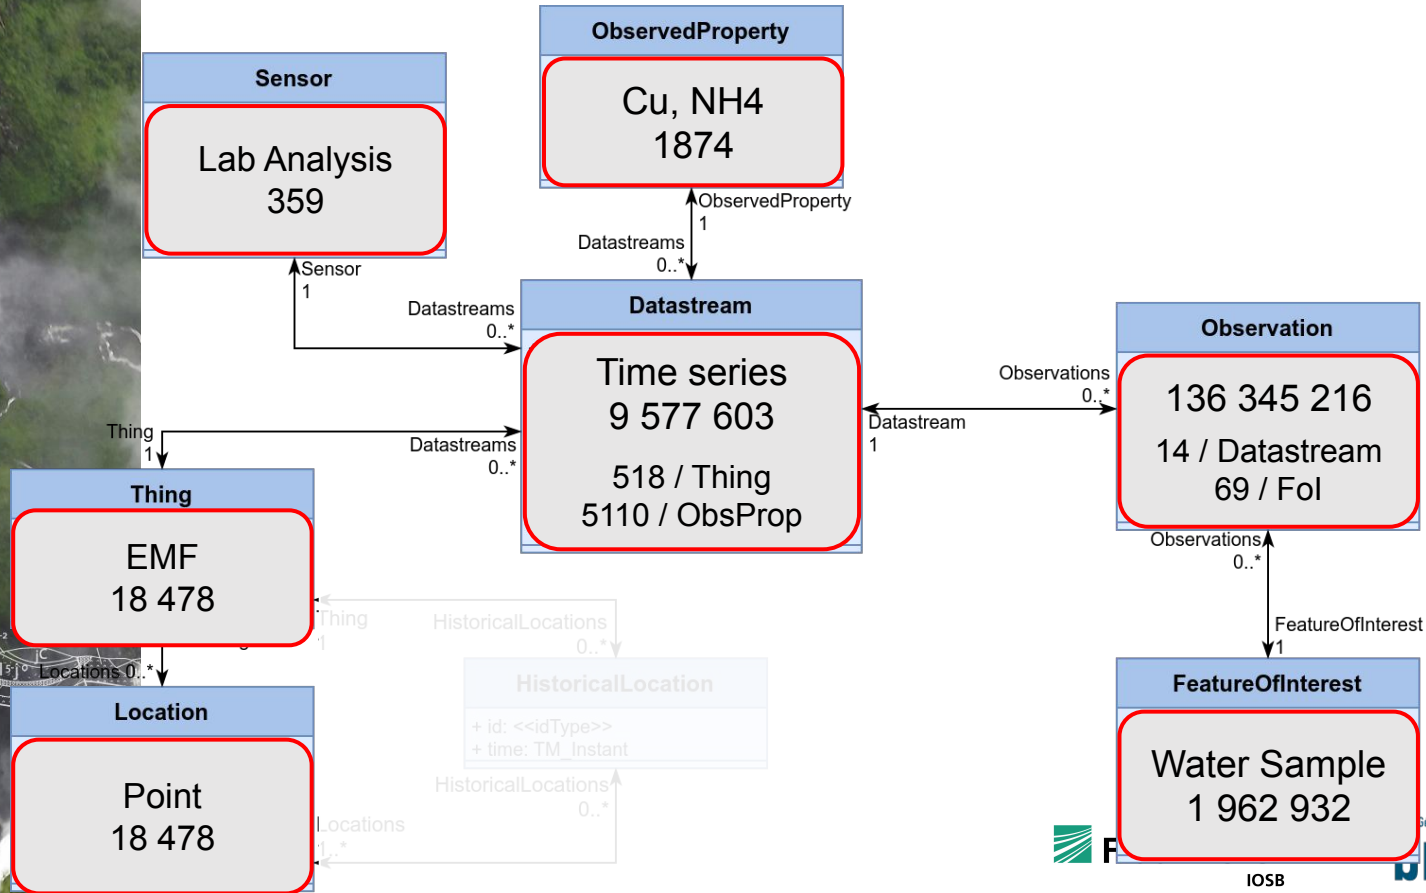 ObservedProperty
Cu, NH4
1874
Sensor
Lab Analysis
359
ObservedProperty
1
Datastreams
0..*
Sensor
1
Datastreams
0..*
Datastream
Time series
9 577 603
518 / Thing
5110 / ObsProp
Observations
0..*
Datastream
1
Observation
136 345 216
14 / Datastream
69 / FoI
Thing
1
Datastreams
0..*
Thing
EMF
18 478
Observations
0..*
FeatureOfInterest
1
Thing
1
HistoricalLocations
0..*
Locations 0..*
HistoricalLocation
+ id: <<idType>>
+ time: TM_Instant
HistoricalLocations
0..*
Location
Point
18 478
Locations
1..*
FeatureOfInterest
Water Sample
1 962 932
F
IOSB